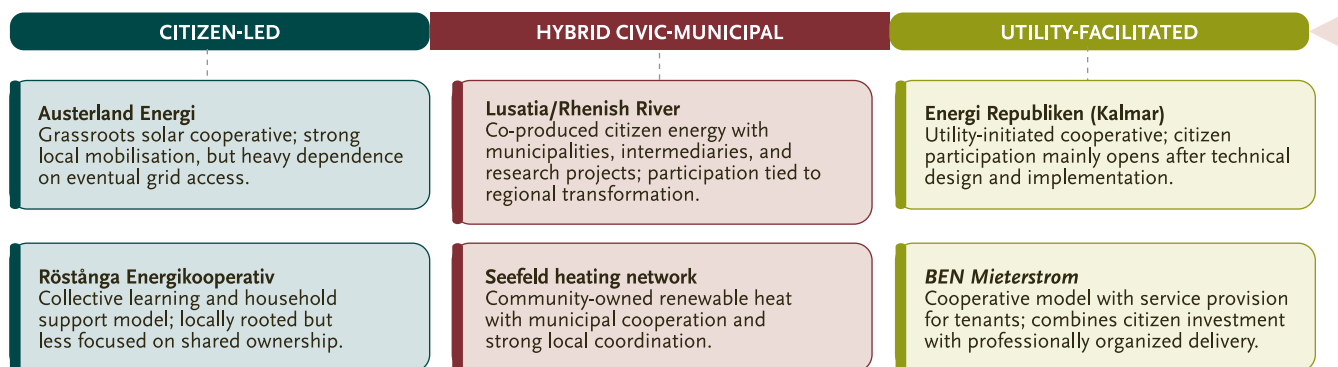 CITIZEN-LED
HYBRID CIVIC-MUNICIPAL
UTILITY-FACILITATED
Austerland Energi
Grassroots solar cooperative; strong
local mobilisation, but heavy dependence
on eventual grid access.
Lusatia/Rhenish River
Co-produced citizen energy with
municipalities, intermediaries, and
research projects; participation tied to
regional transformation.
Energi Republiken (Kalmar)
Utility-initiated cooperative; citizen
participation mainly opens after technical
design and implementation.
Röstånga Energikooperativ
Collective learning and household
support model; locally rooted but
less focused on shared ownership.
Seefeld heating network
Community-owned renewable heat
with municipal cooperation and
strong local coordination.
BEN Mieterstrom
Cooperative model with service provision
for tenants; combines citizen investment
with professionally organized delivery.